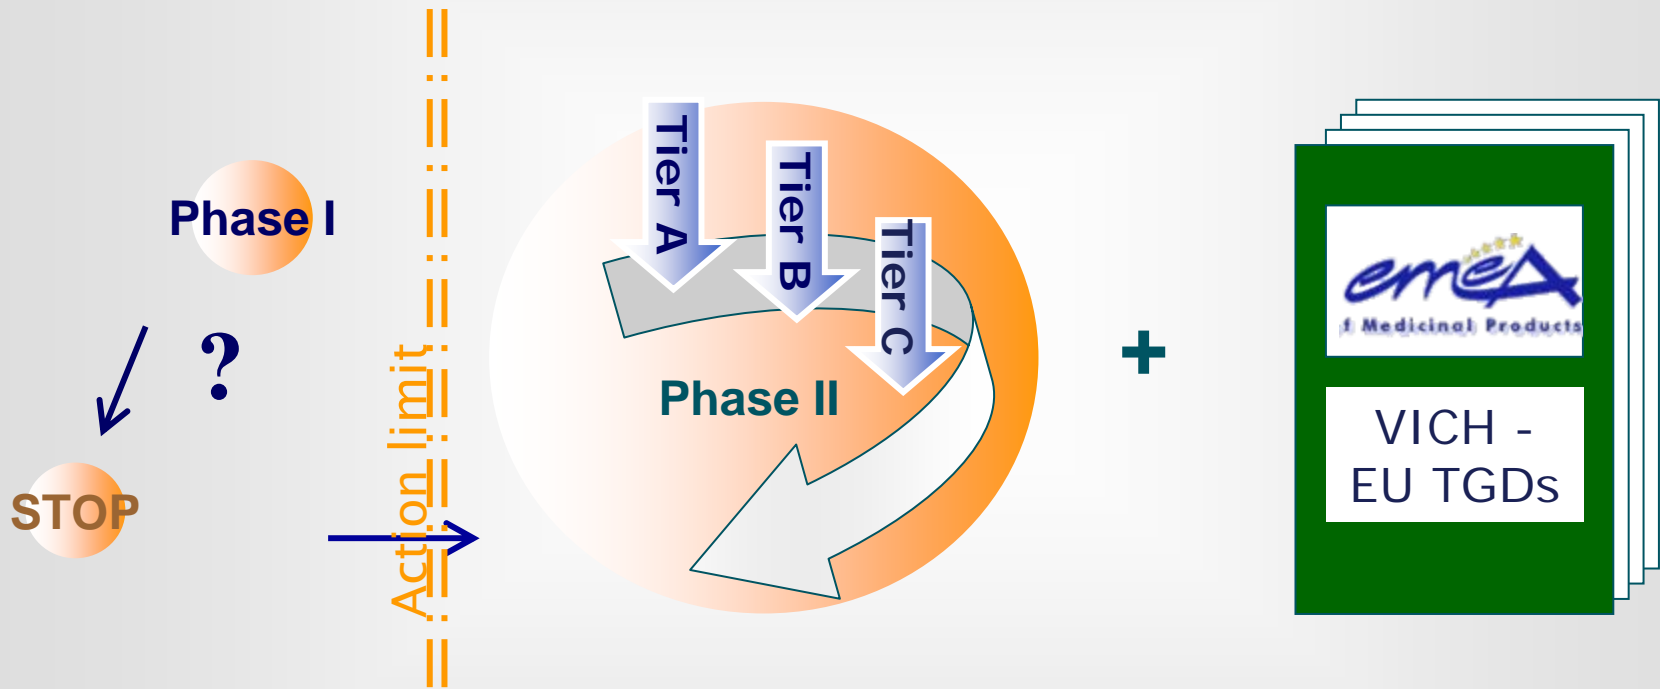 Phase I
?
STOP
Action limit
Tier A
Tier B
Tier C
Phase II
+
emeA
f Medicinal Products
VICH -
EU TGDs